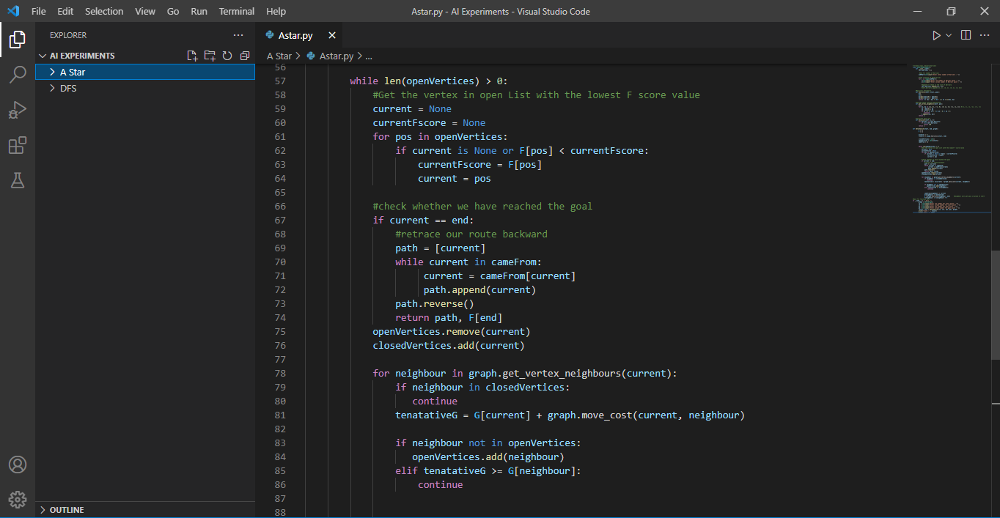 File Edit Selection View Go Run Terminal Help
Astar.py - AI Experiments - Visual Studio Code
EXPLORER
AI EXPERIMENTS
A Star
DFS
OUTLINE
Astar.py
A Star > Astar.py > ...
56
57 while len(openVertices) > 0:
58 #Get the vertex in open List with the lowest F score value
59 current = None
60 currentFscore = None
61 for pos in openVertices:
62 if current is None or F[pos] < currentFscore:
63 currentFscore = F[pos]
64 current = pos
65
66 #check whether we have reached the goal
67 if current == end:
68 #retrace our route backward
69 path = [current]
70 while current in cameFrom:
71 current = cameFrom[current]
72 path.append(current)
73 path.reverse()
74 return path, F[end]
75 openVertices.remove(current)
76 closedVertices.add(current)
77
78 for neighbour in graph.get_vertex_neighbours(current):
79 if neighbour in closedVertices:
80 continue
81 tenatativeG = G[current] + graph.move_cost(current, neighbour)
82
83 if neighbour not in openVertices:
84 openVertices.add(neighbour)
85 elif tenatativeG >= G[neighbour]:
86 continue
87
88